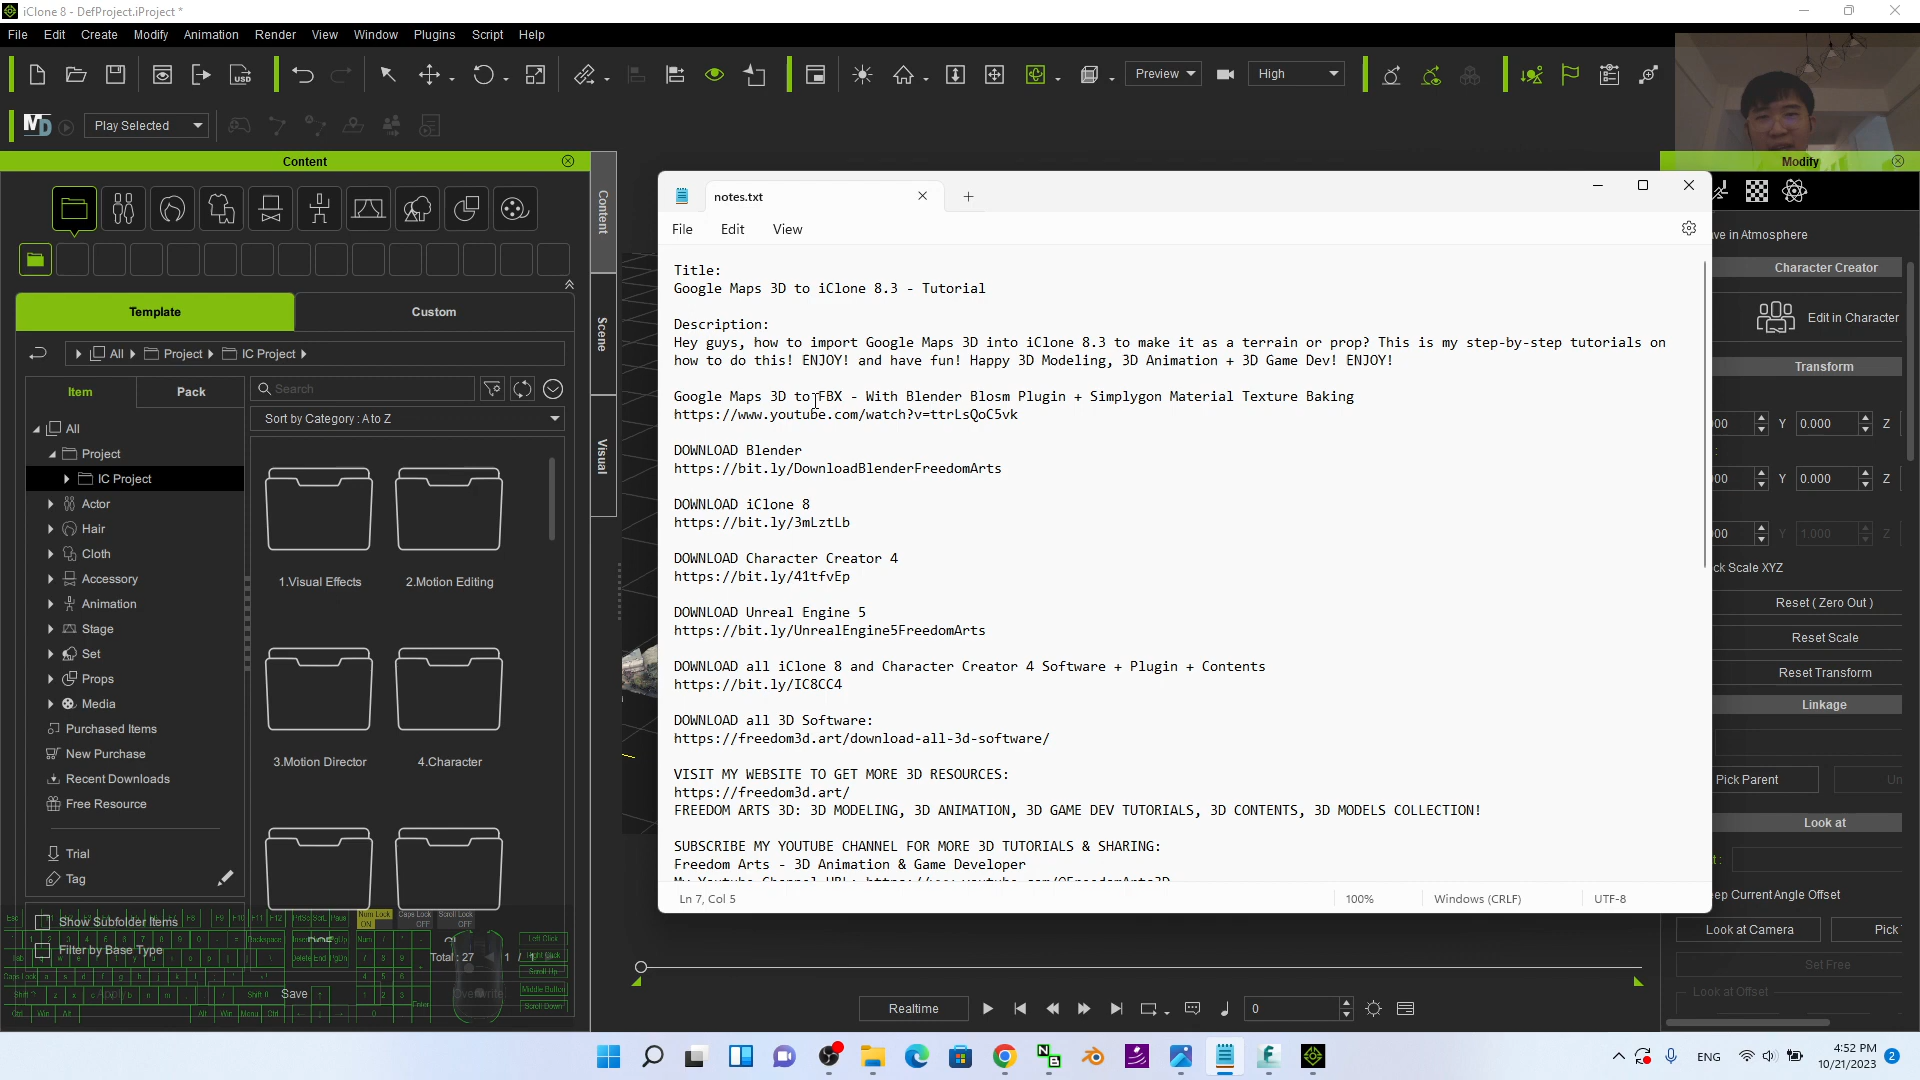 iClone 8 - DefProject.iProject *
File Edit Create Modify Animation Render View Window Plugins Script Help
Preview
High
Play Selected
Content
Modify
Content
Scene
Visual
Template
Custom
All
Project
IC Project
Item
Pack
Search
Sort by Category : A to Z
All
Project
IC Project
Actor
Hair
Cloth
Accessory
Animation
Stage
Set
Props
Media
Purchased Items
New Purchase
Recent Downloads
Free Resource
Trial
Tag
1.Visual Effects
2.Motion Editing
3.Motion Director
4.Character
Show Subfolder Items
Filter by Base Type
Total : 27
1 /
Save
notes.txt
File Edit View
Title:
Google Maps 3D to iClone 8.3 - Tutorial
Description:
Hey guys, how to import Google Maps 3D into iClone 8.3 to make it as a terrain or prop? This is my step-by-step tutorials on
how to do this! ENJOY! and have fun! Happy 3D Modeling, 3D Animation + 3D Game Dev! ENJOY!
Google Maps 3D to FBX - With Blender Blosm Plugin + Simplygon Material Texture Baking
https://www.youtube.com/watch?v=ttrLsQoC5vk
DOWNLOAD Blender
https://bit.ly/DownloadBlenderFreedomArts
DOWNLOAD iClone 8
https://bit.ly/3mLztLb
DOWNLOAD Character Creator 4
https://bit.ly/41tfvEp
DOWNLOAD Unreal Engine 5
https://bit.ly/UnrealEngine5FreedomArts
DOWNLOAD all iClone 8 and Character Creator 4 Software + Plugin + Contents
https://bit.ly/IC8CC4
DOWNLOAD all 3D Software:
https://freedom3d.art/download-all-3d-software/
VISIT MY WEBSITE TO GET MORE 3D RESOURCES:
https://freedom3d.art/
FREEDOM ARTS 3D: 3D MODELING, 3D ANIMATION, 3D GAME DEV TUTORIALS, 3D CONTENTS, 3D MODELS COLLECTION!
SUBSCRIBE MY YOUTUBE CHANNEL FOR MORE 3D TUTORIALS & SHARING:
Freedom Arts - 3D Animation & Game Developer
Ln 7, Col 5
100%
Windows (CRLF)
UTF-8
in Atmosphere
Character Creator
Edit in Character
Transform
Y 0.000 Z
Y 0.000 Z
Y 1.000 Z
Scale XYZ
Reset ( Zero Out )
Reset Scale
Reset Transform
Linkage
Pick Parent
Look at
Current Angle Offset
Look at Camera
Pick
Set Free
Look at Offset
Realtime
0
ENG
4:52 PM
10/21/2023
2